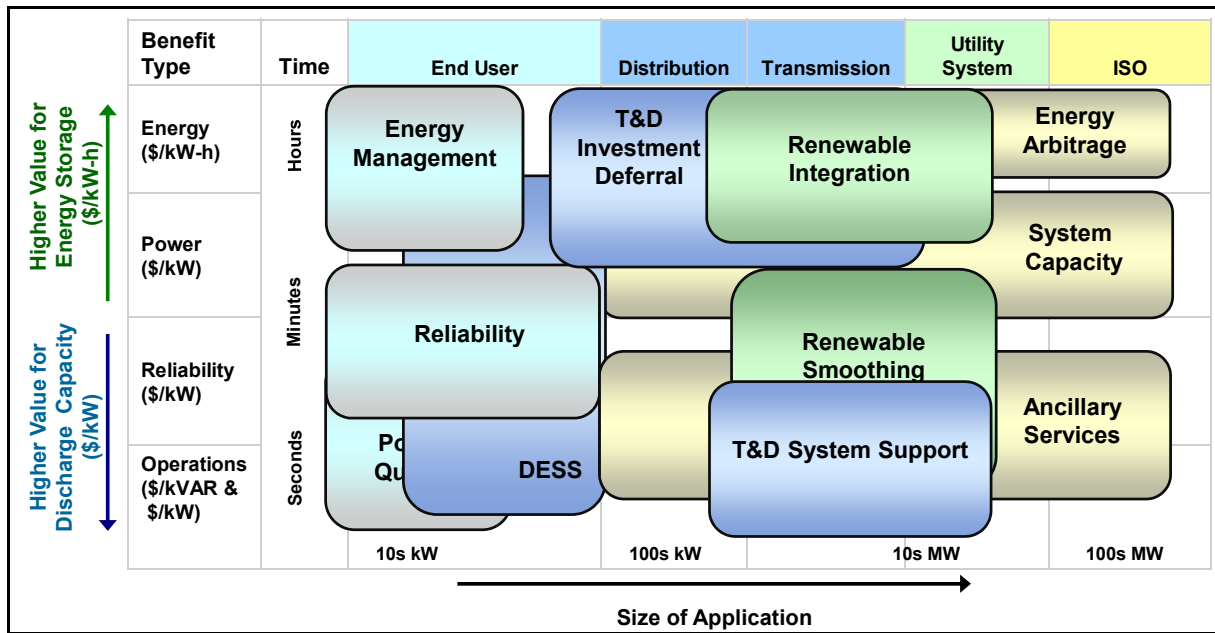 Benefit
Type
Time
End User
Distribution
Transmission
Utility
System
ISO
Higher Value for
Energy Storage
($/kW-h)
Higher Value for
Discharge Capacity
($/kW)
Energy
($/kW-h)
Power
($/kW)
Reliability
($/kW)
Operations
($/kVAR &
$/kW)
Hours
Minutes
Seconds
Energy
Management
T&D
Investment
Deferral
Renewable
Integration
Energy
Arbitrage
System
Capacity
Reliability
Renewable
Smoothing
Ancillary
Services
T&D System Support
Po
Qu
DESS
10s kW
100s kW
10s MW
100s MW
Size of Application